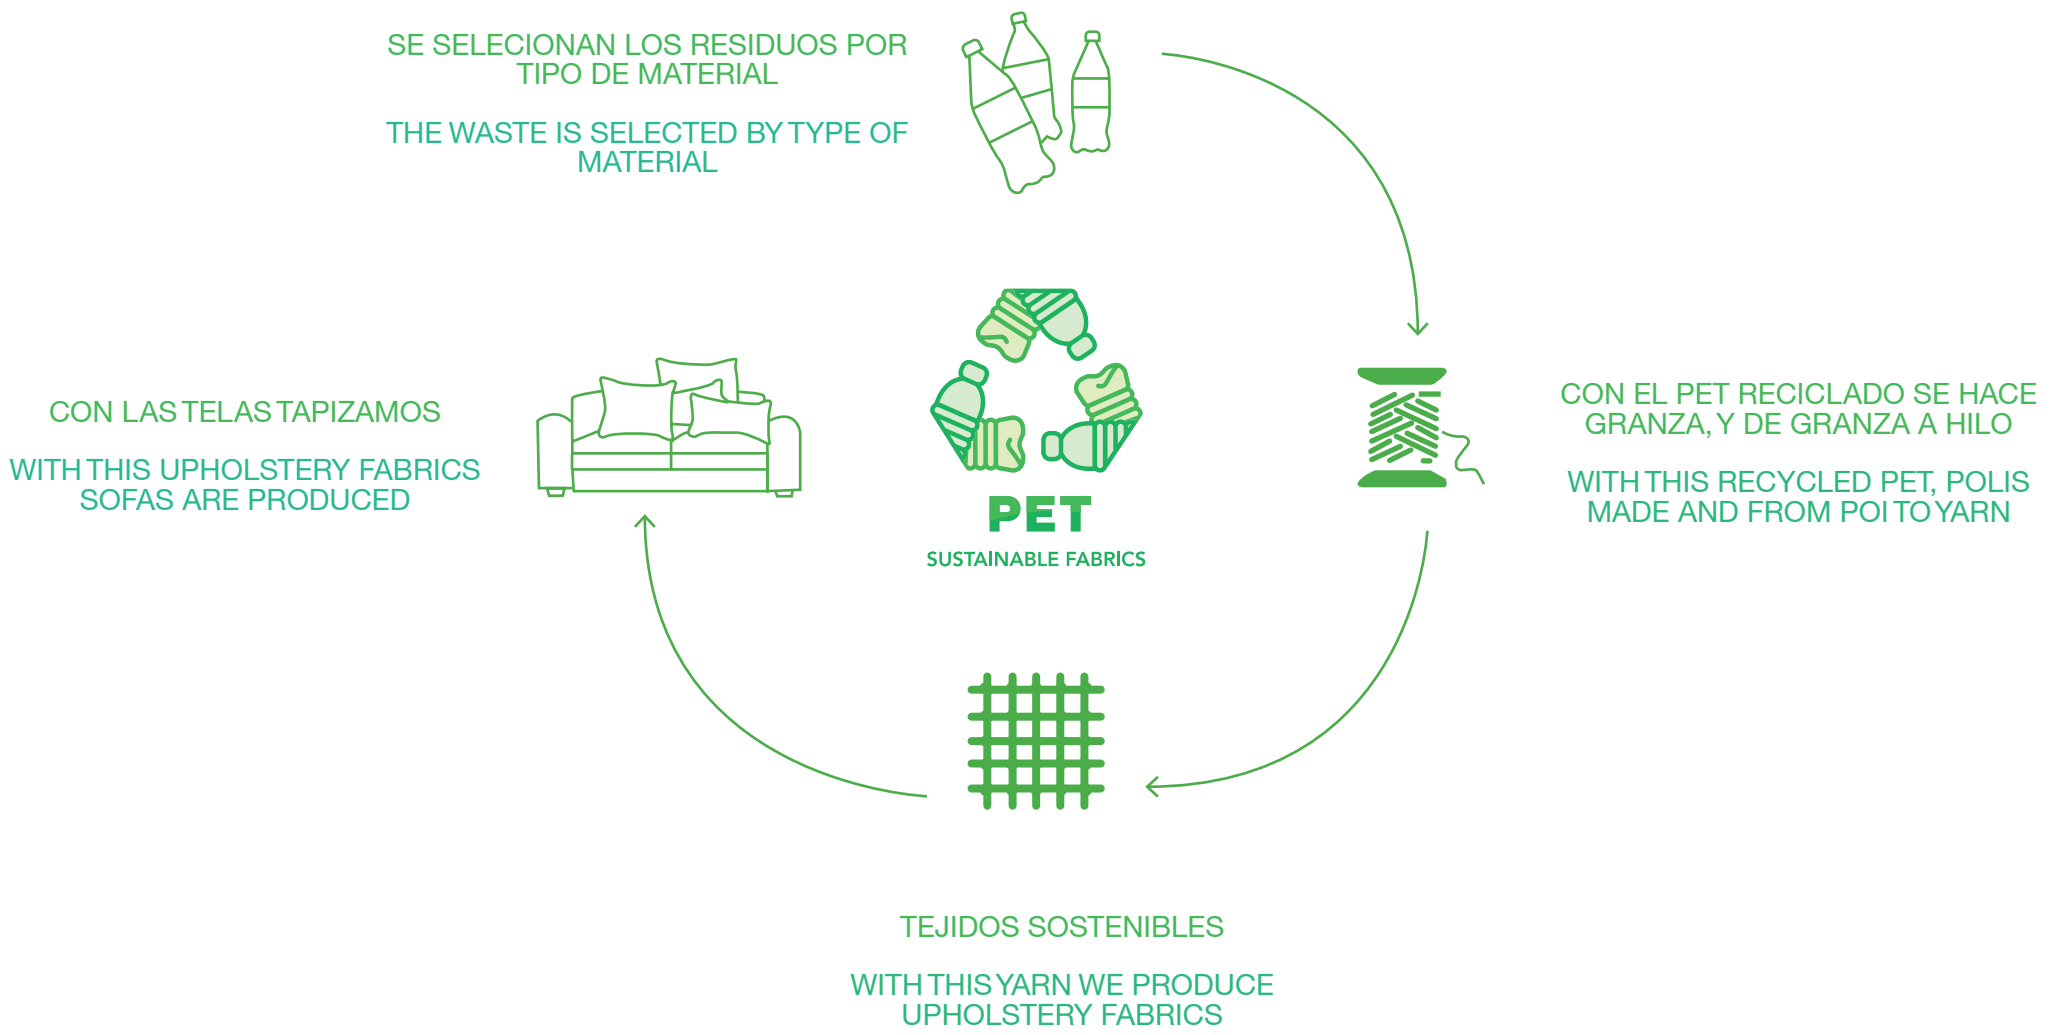 SE SELECIONAN LOS RESIDUOS POR
TIPO DE MATERIAL
THE WASTE IS SELECTED BY TYPE OF
MATERIAL
CON EL PET RECICLADO SE HACE
GRANZA, Y DE GRANZA A HILO
WITH THIS RECYCLED PET, POLIS
MADE AND FROM POI TO YARN
CON LAS TELAS TAPIZAMOS
WITH THIS UPHOLSTERY FABRICS
SOFAS ARE PRODUCED
PET
SUSTAINABLE FABRICS
TEJIDOS SOSTENIBLES
WITH THIS YARN WE PRODUCE
UPHOLSTERY FABRICS